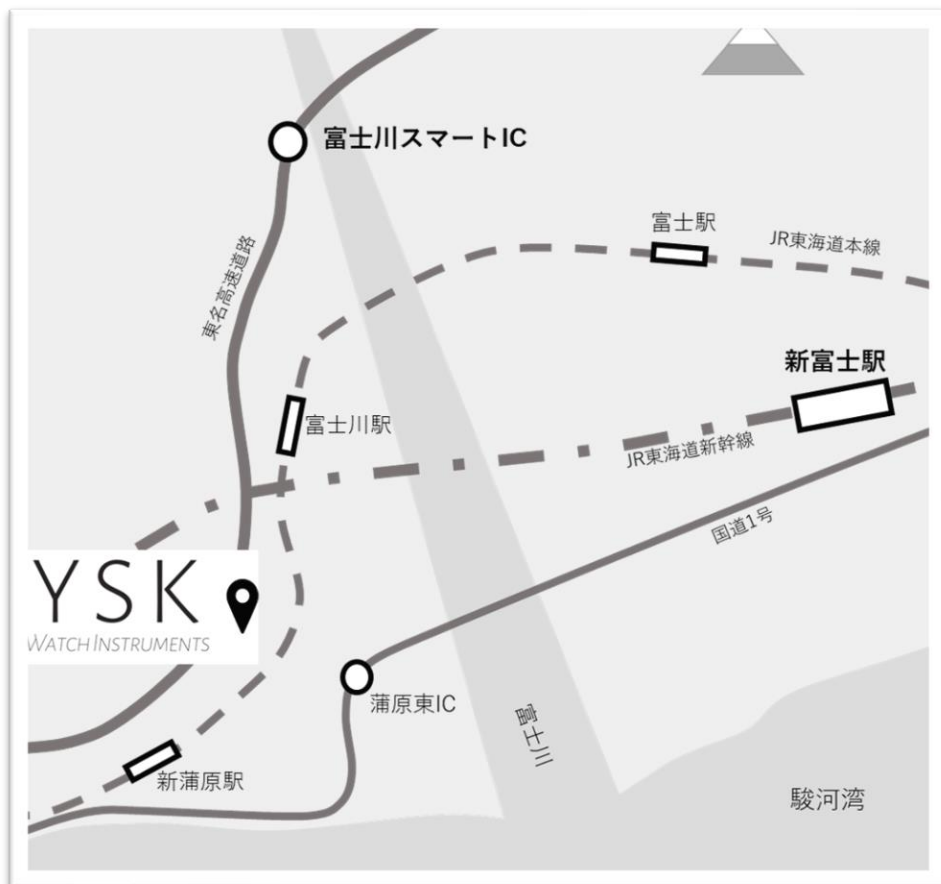 富士川スマートIC
富士駅
JR東海道本線
東名高速道路
新富士駅
富士川駅
JR東海道新幹線
国道1号
YSK
WATCH INSTRUMENTS
蒲原東IC
富士川
新蒲原駅
駿河湾